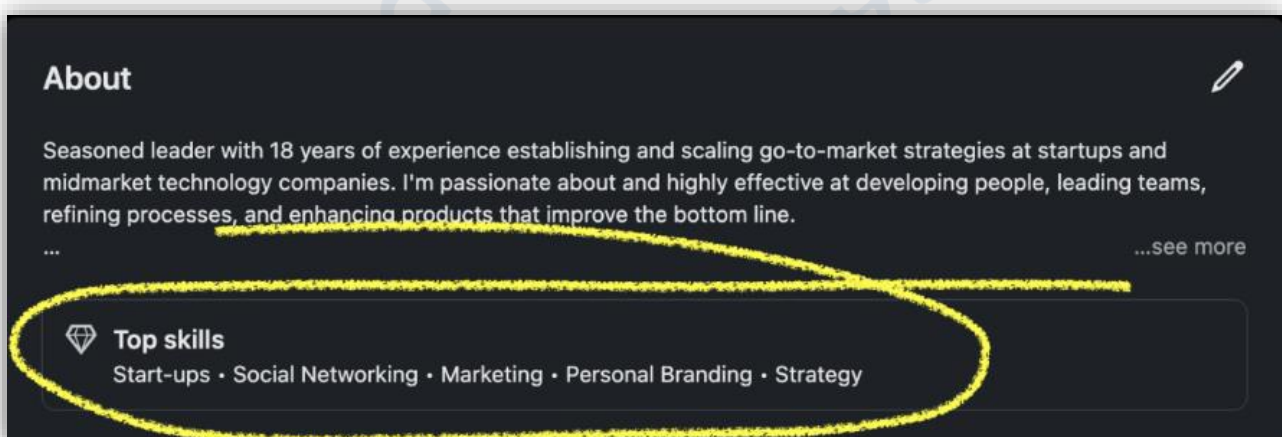 About
Seasoned leader with 18 years of experience establishing and scaling go-to-market strategies at startups and
midmarket technology companies. I'm passionate about and highly effective at developing people, leading teams,
refining processes, and enhancing products that improve the bottom line.
...
...see more
Top skills
Start-ups • Social Networking • Marketing • Personal Branding • Strategy